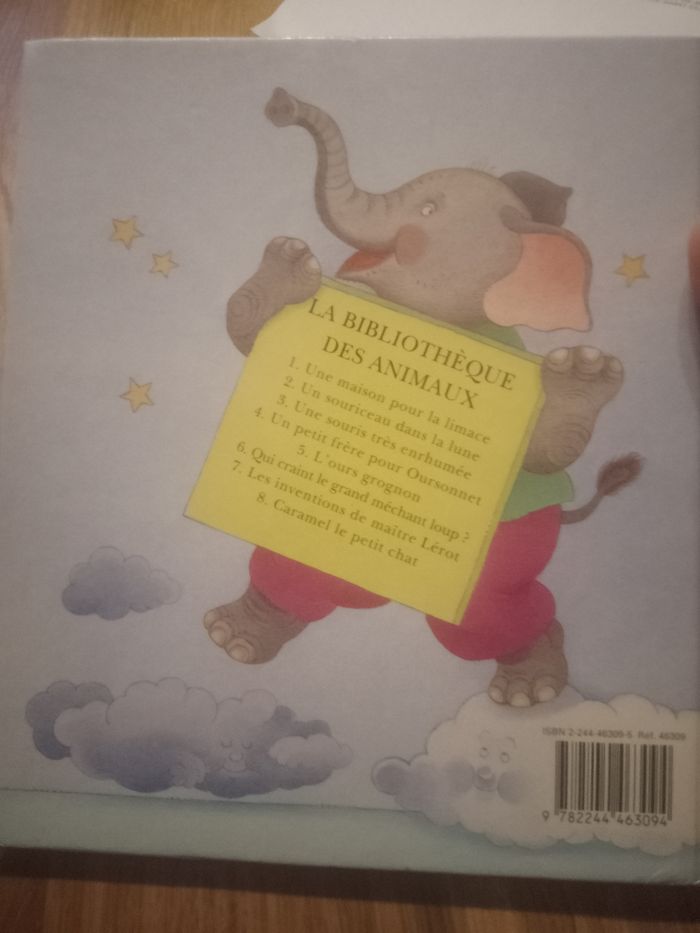 LA BIBLIOTHÈQUE
DES ANIMAUX
1. Une maison pour la limace
2. Un souriceau dans la lune
3. Une souris très enrhumée
4. Un petit frère pour Oursonnet
5. L'ours grognon
6. Qui craint le grand méchant loup ?
7. Les inventions de maître Lérot
8. Caramel le petit chat
ISBN 2-244-46309-5 Ref. 46309
9 782244 463094